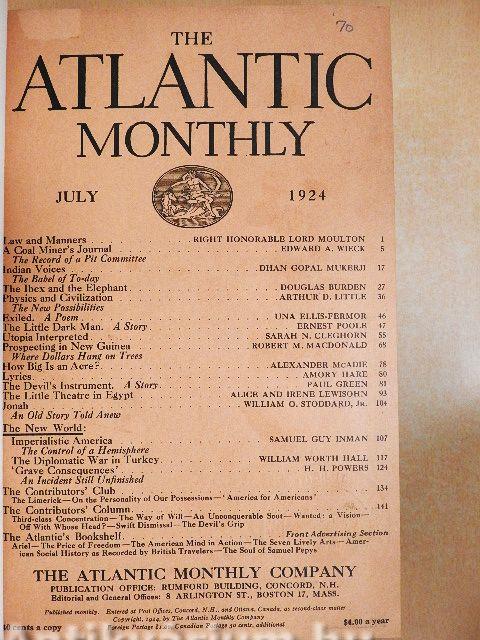 70
THE
ATLANTIC
MONTHLY
JULY 1924
Law and Manners . . . RIGHT HONORABLE LORD MOULTON 1
A Coal Miner's Journal . . . EDWARD A. WIECK 5
The Record of a Pit Committee
Indian Voices . . . DHAN GOPAL MUKERJI 17
The Babel of To-day
The Ibex and the Elephant . . . DOUGLAS BURDEN 27
Physics and Civilization . . . ARTHUR D. LITTLE 36
The New Possibilities
Exiled. A Poem . . . UNA ELLIS-FERMOR 46
The Little Dark Man. A Story . . . ERNEST POOLE 47
Utopia Interpreted . . . SARAH N. CLEGHORN 55
Prospecting in New Guinea . . . ROBERT M. MACDONALD 68
Where Dollars Hang on Trees
How Big Is an Acre? . . . ALEXANDER McADIE 78
Lyrics . . . AMORY HARE 80
The Devil's Instrument. A Story . . . PAUL GREEN 81
The Little Theatre in Egypt . . . ALICE AND IRENE LEWISOHN 93
Jonah . . . WILLIAM O. STODDARD, JR. 104
An Old Story Told Anew
The New World:
Imperialistic America . . . SAMUEL GUY INMAN 107
The Control of a Hemisphere
The Diplomatic War in Turkey . . . WILLIAM WORTH HALL 117
'Grave Consequences' . . . H. H. POWERS 124
An Incident Still Unfinished
The Contributors' Club . . . 134
The Limerick—On the Personality of Our Possessions—'America for Americans'
The Contributors' Column . . . 141
Third-class Concentration—The Way of Will—An Unconquerable Scot—Wanted: a Vision—
Off With Whose Head?—Swift Dismissal—The Devil's Grip
The Atlantic's Bookshelf . . . Front Advertising Section
Ariel—The Price of Freedom—The American Mind in Action—The Seven Lively Arts—Amer-
ican Social History as Recorded by British Travelers—The Soul of Samuel Pepys
THE ATLANTIC MONTHLY COMPANY
PUBLICATION OFFICE: RUMFORD BUILDING, CONCORD, N.H.
Editorial and General Offices: 8 ARLINGTON ST., BOSTON 17, MASS.
Published monthly. Entered at Post Offices, Concord, N.H., and Ottawa, Canada, as second-class matter
Copyright, 1924, by The Atlantic Monthly Company
40 cents a copy Foreign Postage Canadian Postage 50 cents, additional $4.00 a year